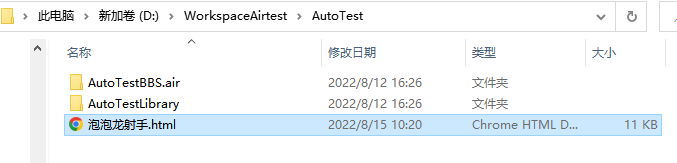 此电脑 > 新加卷 (D:) > WorkspaceAirtest > AutoTest
名称 修改日期 类型 大小
AutoTestBBS.air 2022/8/12 16:26 文件夹
AutoTestLibrary 2022/8/12 16:26 文件夹
泡泡龙射手.html 2022/8/15 10:20 Chrome HTML D... 11 KB